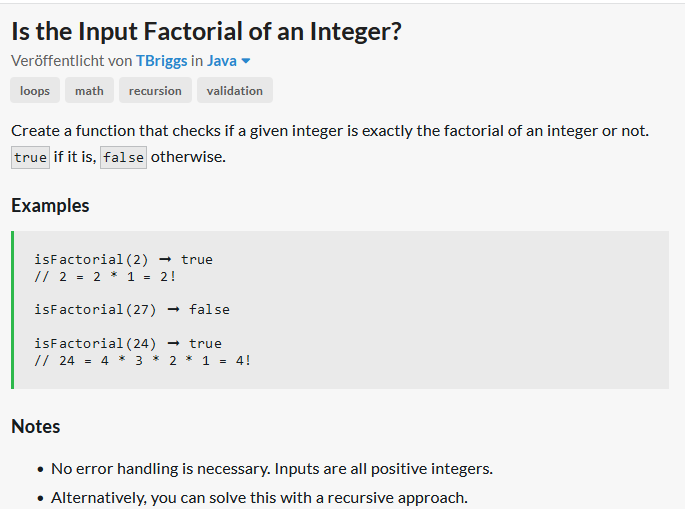 Is the Input Factorial of an Integer?
Veröffentlicht von TBriggs in Java
loops math recursion validation
Create a function that checks if a given integer is exactly the factorial of an integer or not.
true if it is, false otherwise.
Examples
isFactorial(2) ➞ true
// 2 = 2 * 1 = 2!
isFactorial(27) ➞ false
isFactorial(24) ➞ true
// 24 = 4 * 3 * 2 * 1 = 4!
Notes
• No error handling is necessary. Inputs are all positive integers.
• Alternatively, you can solve this with a recursive approach.